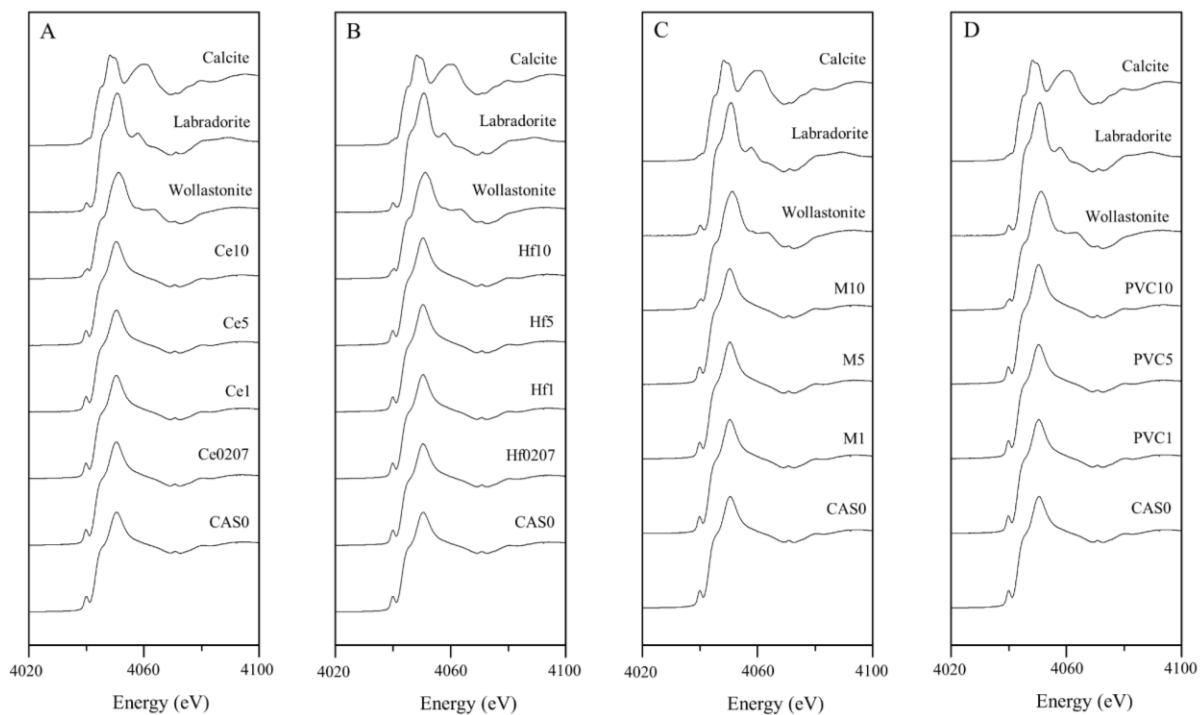 A
Calcite
Labradorite
Wollastonite
Ce10
Ce5
Ce1
Ce0207
CAS0
4020
4060
4100
Energy (eV)
B
Calcite
Labradorite
Wollastonite
Hf10
Hf5
Hf1
Hf0207
CAS0
4020
4060
4100
Energy (eV)
C
Calcite
Labradorite
Wollastonite
M10
M5
M1
CAS0
4020
4060
4100
Energy (eV)
D
Calcite
Labradorite
Wollastonite
PVC10
PVC5
PVC1
CAS0
4020
4060
4100
Energy (eV)